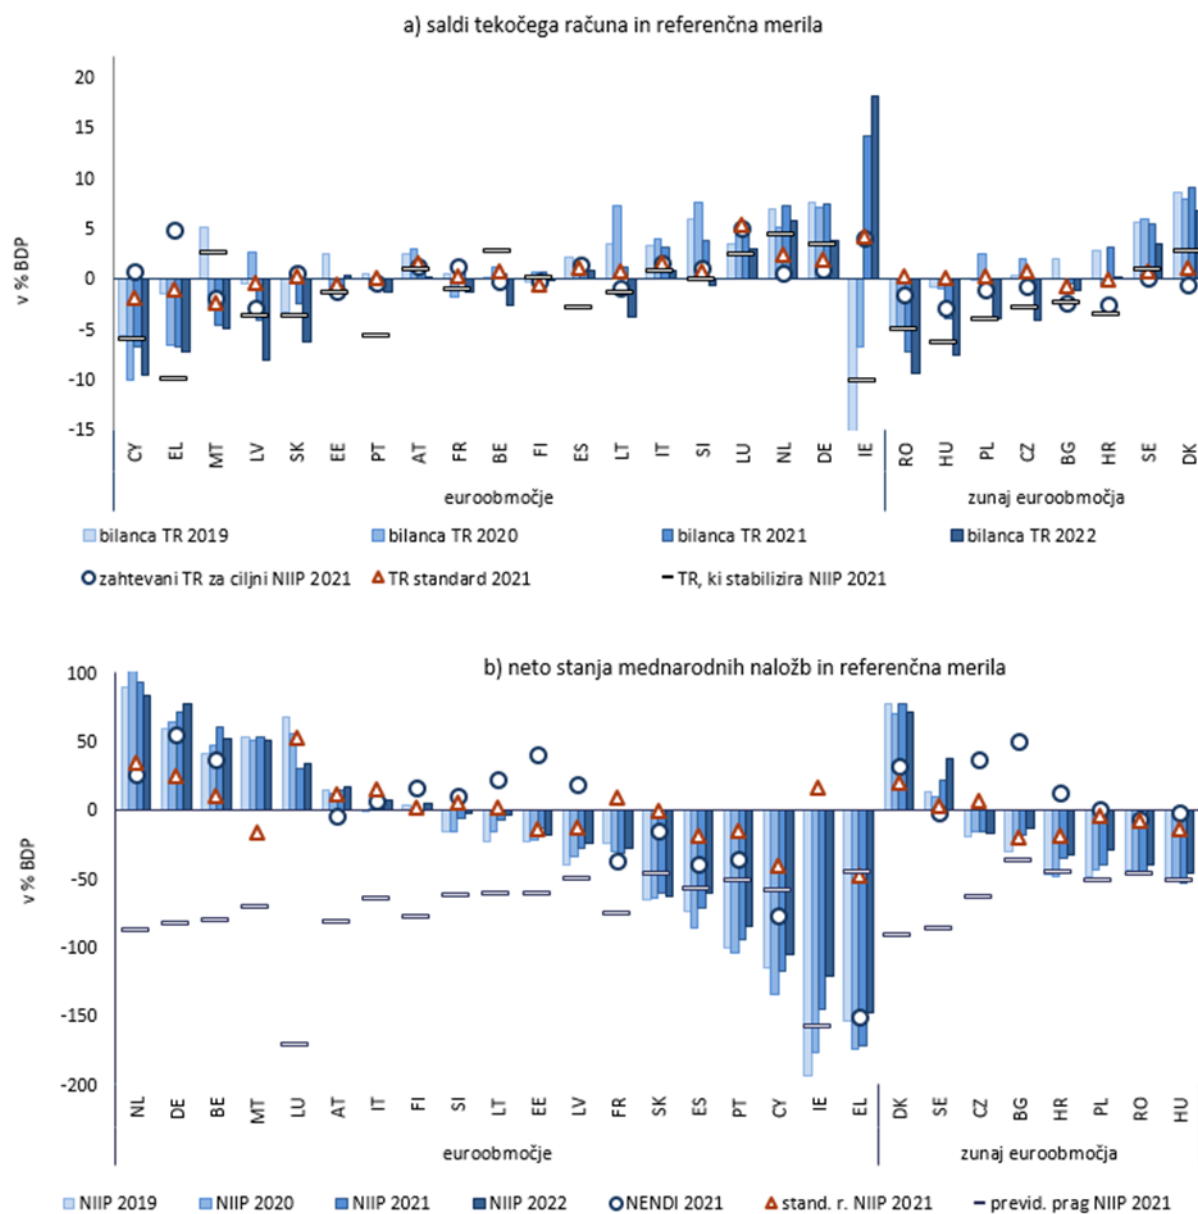 a) saldi tekočega računa in referenčna merila
v % BDP
20
15
10
5
0
-5
-10
-15
CY EL MT LV SK EE PT AT FR BE FI ES LT IT SI LU NL DE IE RO HU PL CZ BG HR SE DK
euroobmočje zunaj euroobmočja
bilanca TR 2019 bilanca TR 2020 bilanca TR 2021 bilanca TR 2022
zahtevani TR za ciljni NIIP 2021 TR standard 2021 TR, ki stabilizira NIIP 2021
b) neto stanja mednarodnih naložb in referenčna merila
v % BDP
100
50
0
-50
-100
-150
-200
NL DE BE MT LU AT IT FI SI LT EE LV FR SK ES PT CY IE EL DK SE CZ BG HR PL RO HU
euroobmočje zunaj euroobmočja
NIIP 2019 NIIP 2020 NIIP 2021 NIIP 2022 NENDI 2021 stand. r. NIIP 2021 previd. prag NIIP 2021